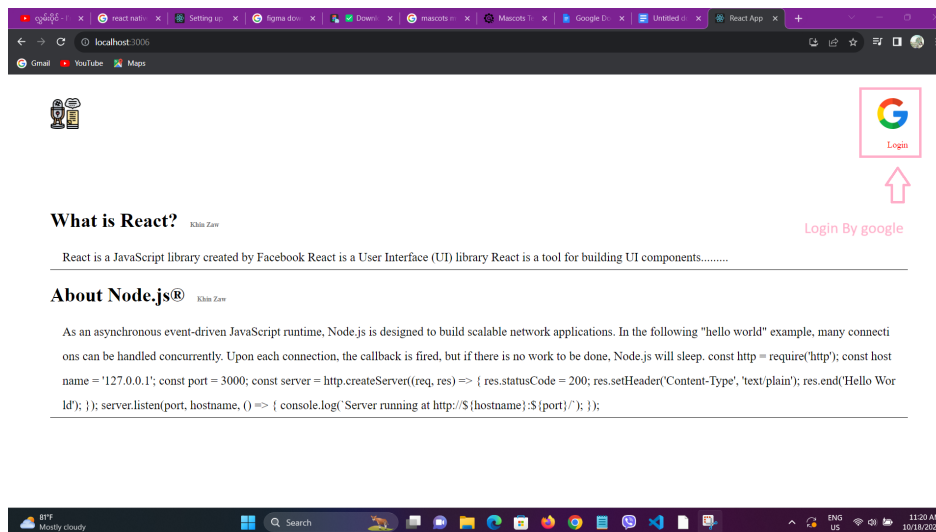 လွှမ်းပိုင် -
react nativ
Setting up
figma dow
Downl
mascots m
Mascots T
Google Do
Untitled d
React App
localhost:3006
Gmail YouTube Maps
Login
Login By google
What is React? Khin Zaw
React is a JavaScript library created by Facebook React is a User Interface (UI) library React is a tool for building UI components.........
About Node.js® Khin Zaw
As an asynchronous event-driven JavaScript runtime, Node.js is designed to build scalable network applications. In the following "hello world" example, many connecti
ons can be handled concurrently. Upon each connection, the callback is fired, but if there is no work to be done, Node.js will sleep. const http = require('http'); const host
name = '127.0.0.1'; const port = 3000; const server = http.createServer((req, res) => { res.statusCode = 200; res.setHeader('Content-Type', 'text/plain'); res.end('Hello Wor
ld'); }); server.listen(port, hostname, () => { console.log(`Server running at http://${hostname}:${port}/`); });
81°F
Mostly cloudy
Search
ENG
US
11:20 AM
10/18/202